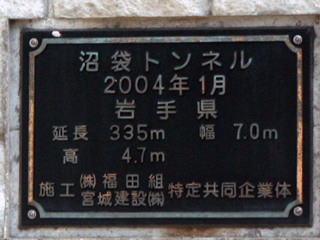 沼袋トンネル
2004年1月
岩手県
延長 335m 幅 7.0m
高 4.7m
施工 ㈱福田組 宮城建設㈱ 特定共同企業体